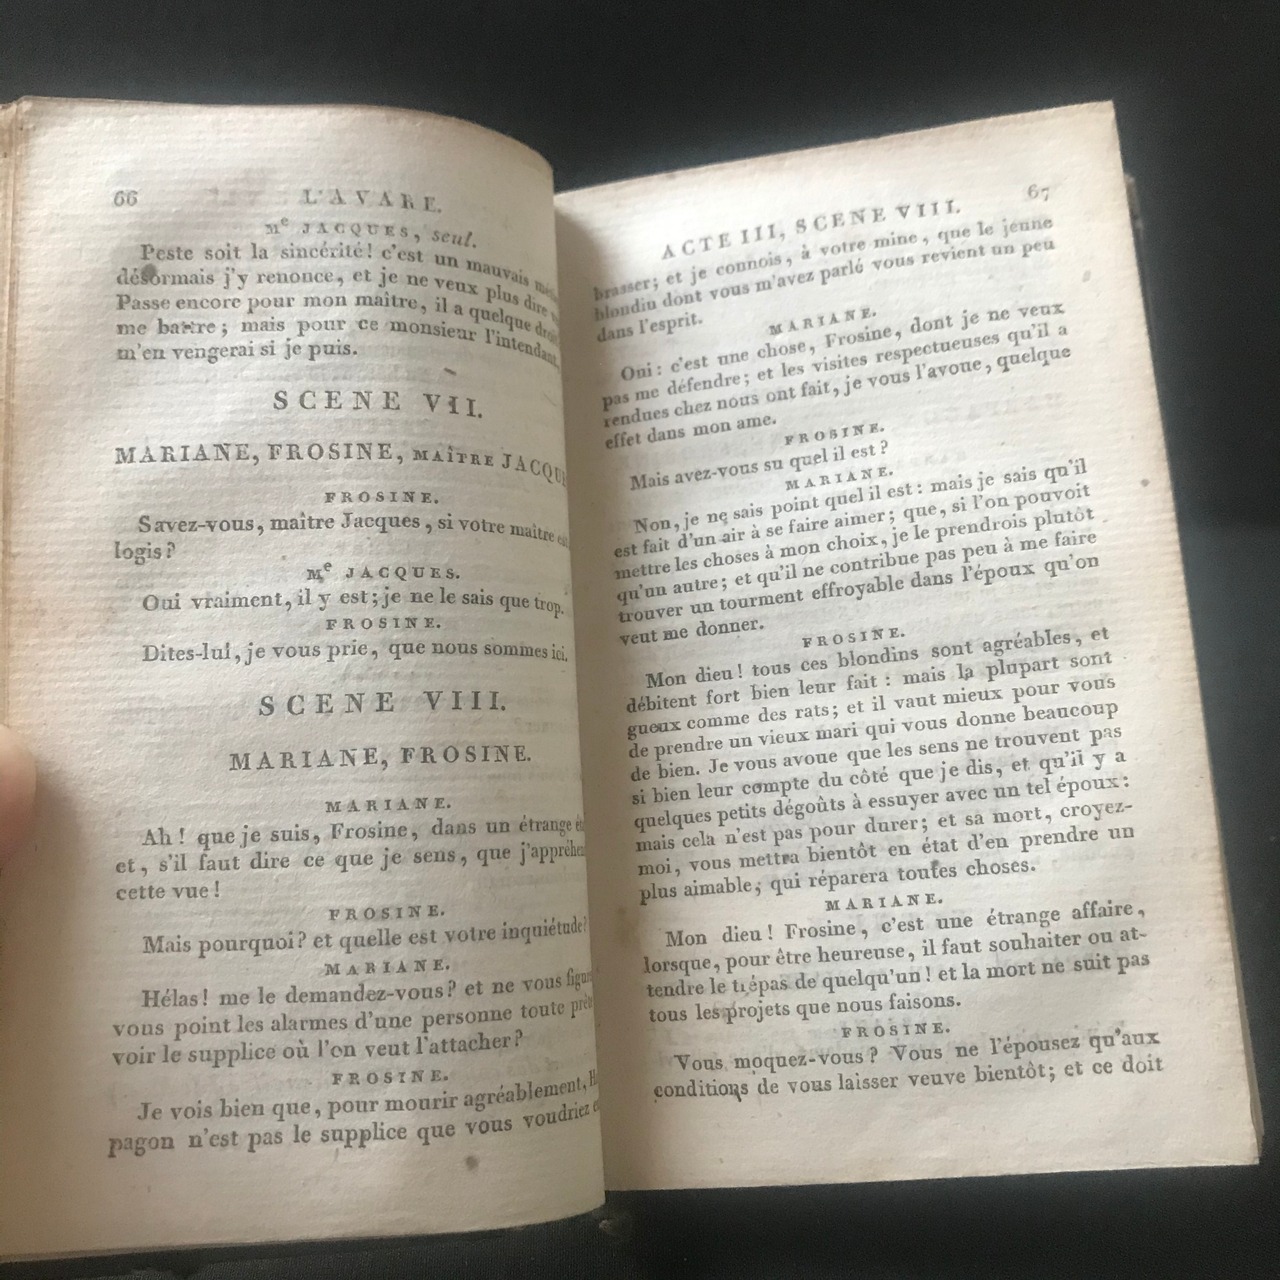 66
L'AVARE.
Me JACQUES, seul.
Peste soit la sincérité! c'est un mauvais
désormais j'y renonce, et je ne veux plus dire
Passe encore pour mon maître, il a quelque
me battre; mais pour ce monsieur l'intendant,
m'en vengerai si je puis.
SCENE VII.
MARIANE, FROSINE, MAÎTRE JACQUE
FROSINE.
Savez-vous, maître Jacques, si votre maître
logis?
Me JACQUES.
Oui vraiment, il y est; je ne le sais que trop.
FROSINE.
Dites-lui, je vous prie, que nous sommes ici.
SCENE VIII.
MARIANE, FROSINE.
MARIANE.
Ah! que je suis, Frosine, dans un étrange
et, s'il faut dire ce que je sens, que j'appréhen
cette vue!
FROSINE.
Mais pourquoi? et quelle est votre inquiétude?
MARIANE.
Hélas! me le demandez-vous? et ne vous figu
vous point les alarmes d'une personne toute
voir le supplice où l'on veut l'attacher?
FROSINE.
Je vois bien que, pour mourir agréablement, Ha
pagon n'est pas le supplice que vous voudriez
67
ACTE III, SCENE VIII.
brasser; et je connois, à votre mine, que le jeune
blondin dont vous m'avez parlé vous revient un peu
dans l'esprit.
MARIANE.
Oui: c'est une chose, Frosine, dont je ne veux
pas me défendre; et les visites respectueuses qu'il a
rendues chez nous ont fait, je vous l'avoue, quelque
effet dans mon ame.
FROSINE.
Mais avez-vous su quel il est?
MARIANE.
Non, je ne sais point quel il est: mais je sais qu'il
est fait d'un air à se faire aimer; que, si l'on pouvoit
mettre les choses à mon choix, je le prendrois plutôt
qu'un autre; et qu'il ne contribue pas peu à me faire
trouver un tourment effroyable dans l'époux qu'on
veut me donner.
FROSINE.
Mon dieu! tous ces blondins sont agréables, et
débitent fort bien leur fait: mais la plupart sont
gueux comme des rats; et il vaut mieux pour vous
de prendre un vieux mari qui vous donne beaucoup
de bien. Je vous avoue que les sens ne trouvent pas
si bien leur compte du côté que je dis, et qu'il y a
quelques petits dégoûts à essuyer avec un tel époux:
mais cela n'est pas pour durer; et sa mort, croyez-
moi, vous mettra bientôt en état d'en prendre un
plus aimable, qui réparera toutes choses.
MARIANE.
Mon dieu! Frosine, c'est une étrange affaire,
lorsque, pour être heureuse, il faut souhaiter ou at-
tendre le trépas de quelqu'un! et la mort ne suit pas
tous les projets que nous faisons.
FROSINE.
Vous moquez-vous? Vous ne l'épousez qu'aux
conditions de vous laisser veuve bientôt; et ce doit